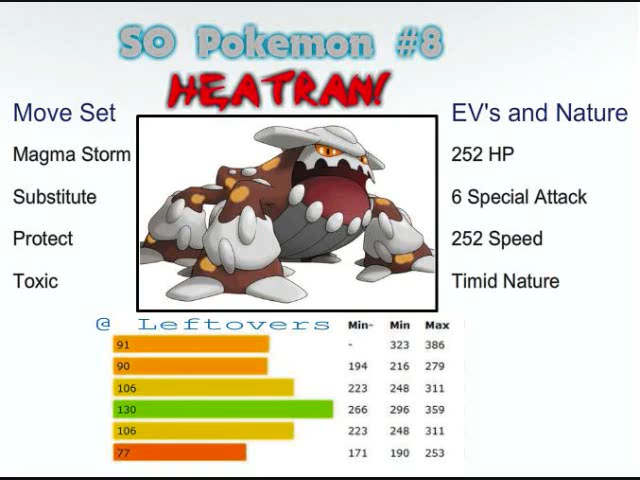 SO Pokemon #8
HEATRAN!
Move Set
Magma Storm
Substitute
Protect
Toxic
EV's and Nature
252 HP
6 Special Attack
252 Speed
Timid Nature
@ Leftovers
Min- Min Max
91 - 323 386
90 194 216 279
106 223 248 311
130 266 296 359
106 223 248 311
77 171 190 253